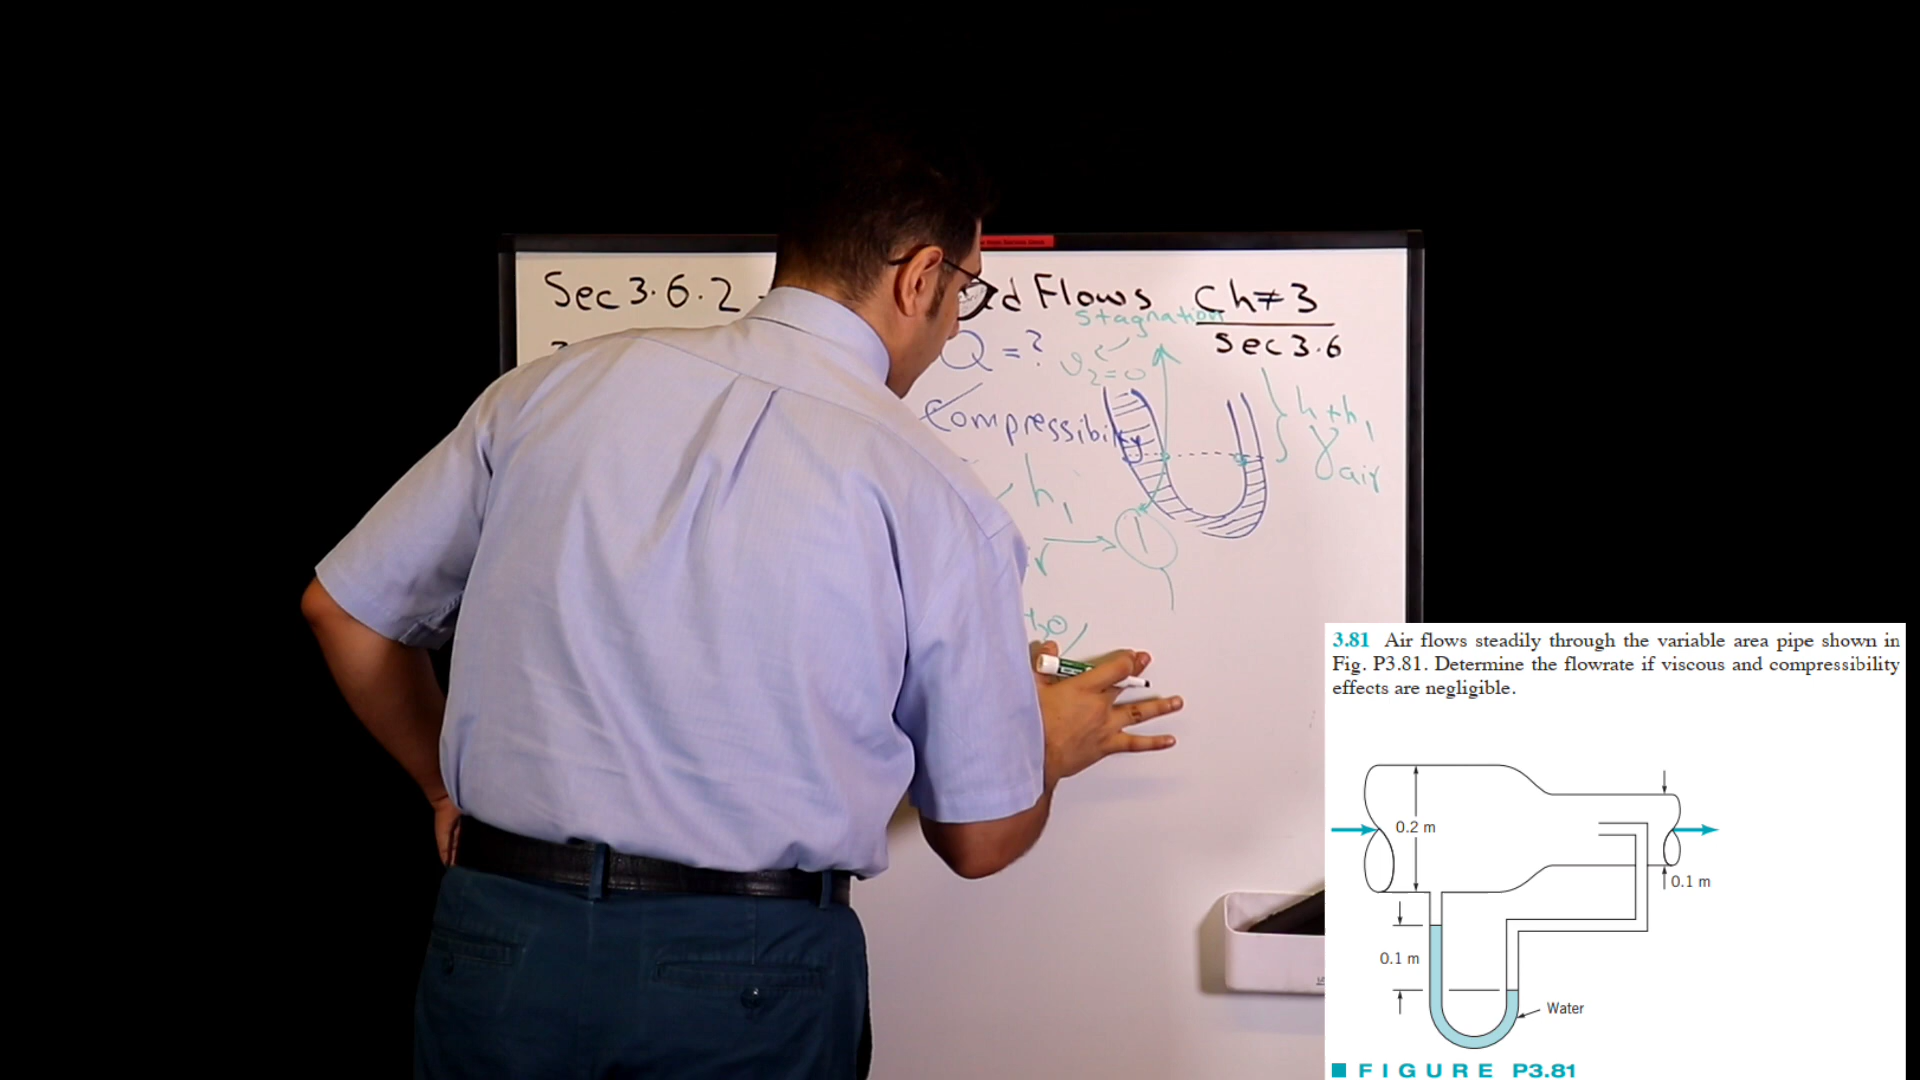 Sec 3.6.2 -
d Flows
Ch≠3
Sec 3.6
Stagnation
Q = ?
V2=0
Compressibility
h+h1
γair
h1
1
H2O
3.81 Air flows steadily through the variable area pipe shown in
Fig. P3.81. Determine the flowrate if viscous and compressibility
effects are negligible.
0.2 m
0.1 m
0.1 m
Water
FIGURE P3.81